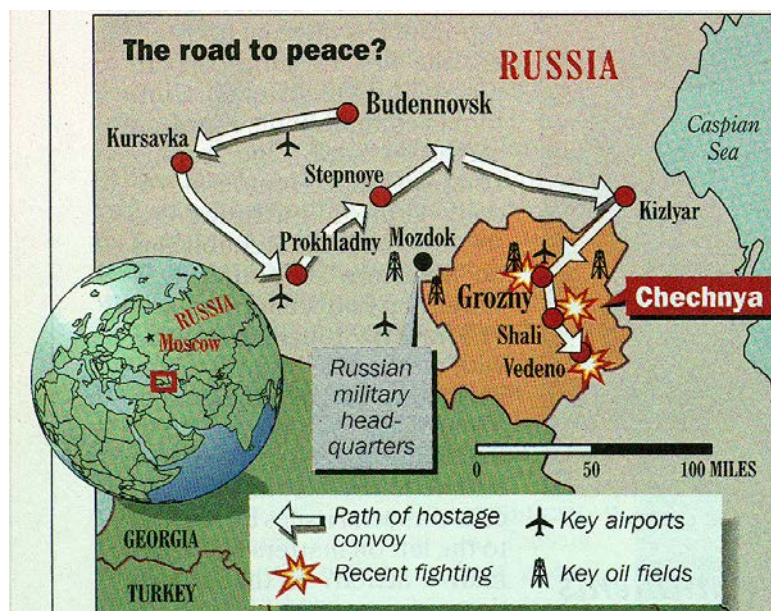 The road to peace?
RUSSIA
Budennovsk
Kursavka
Caspian
Sea
Stepnoye
Kizlyar
Prokhladny
Mozdok
Grozny
Chechnya
Shali
Vedeno
RUSSIA
Moscow
Russian
military
head-
quarters
0 50 100 MILES
Path of hostage
convoy
Key airports
Recent fighting
Key oil fields
GEORGIA
TURKEY